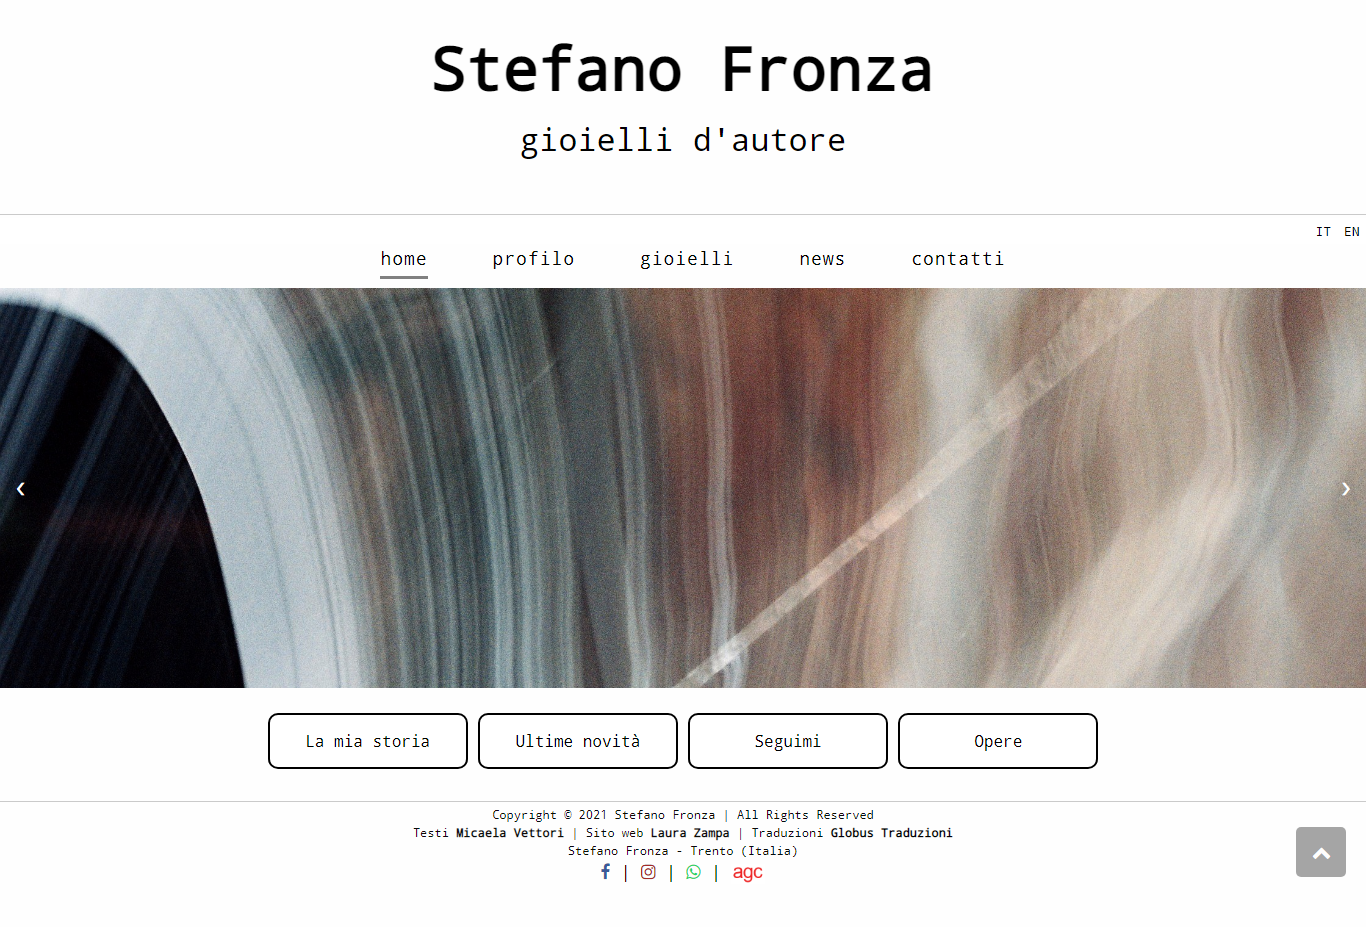 Stefano Fronza
gioielli d'autore
IT EN
home profilo gioielli news contatti
‹ ›
La mia storia Ultime novità Seguimi Opere
Copyright © 2021 Stefano Fronza | All Rights Reserved
Testi Micaela Vettori | Sito web Laura Zampa | Traduzioni Globus Traduzioni
Stefano Fronza - Trento (Italia)
| | | agc